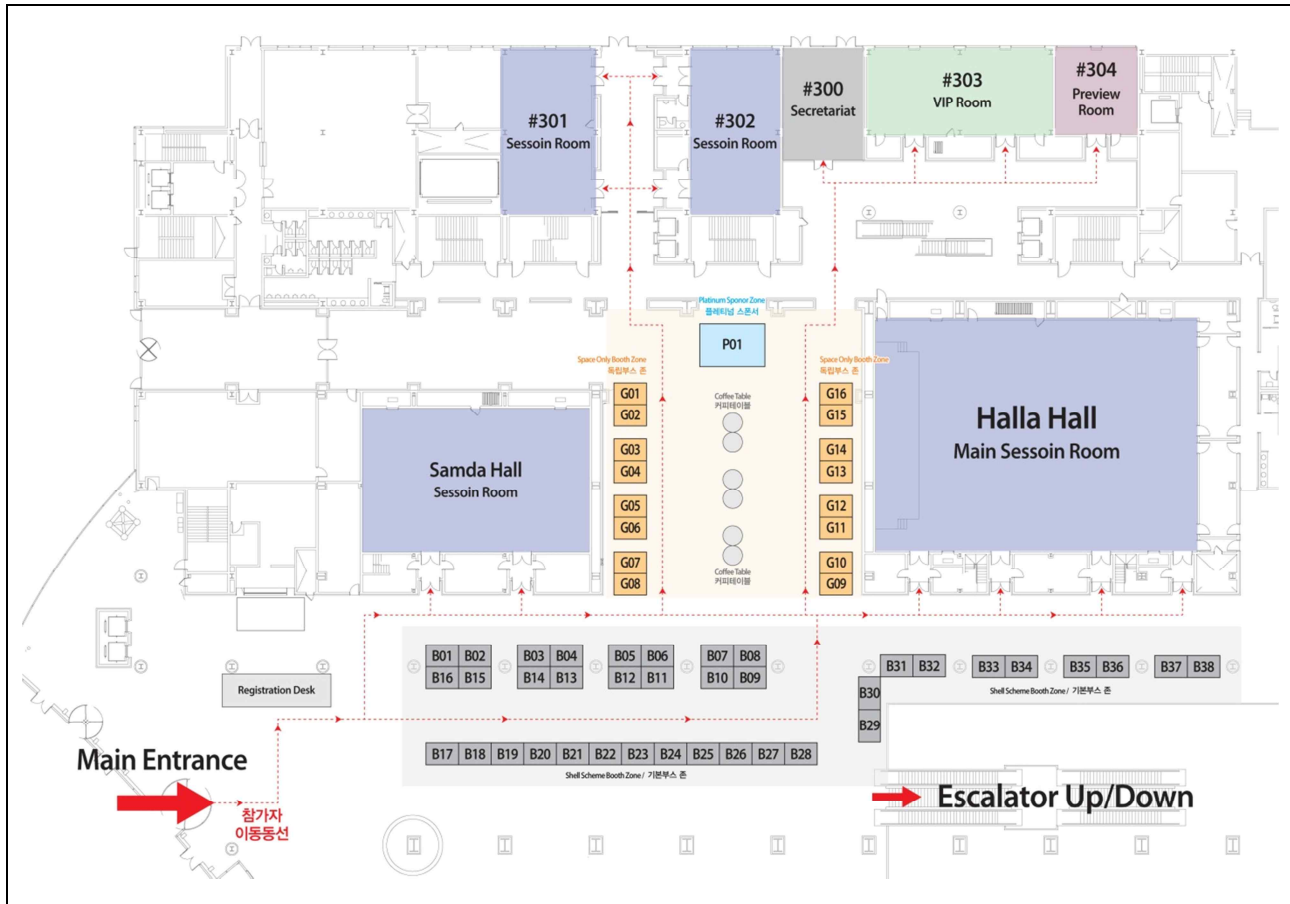 #301
Sessoin Room
#302
Sessoin Room
#300
Secretariat
#303
VIP Room
#304
Preview
Room
Platinum Sponor Zone
플레티넘 스폰서
P01
Space Only Booth Zone
독립부스 존
Space Only Booth Zone
독립부스 존
G01
G02
G03
G04
G05
G06
G07
G08
Coffee Table
커피테이블
Coffee Table
커피테이블
G16
G15
G14
G13
G12
G11
G10
G09
Samda Hall
Sessoin Room
Halla Hall
Main Sessoin Room
B01 B02 B03 B04 B05 B06 B07 B08
B16 B15 B14 B13 B12 B11 B10 B09
B31 B32 B33 B34 B35 B36 B37 B38
Shell Scheme Booth Zone / 기본부스 존
B30
B29
Registration Desk
B17 B18 B19 B20 B21 B22 B23 B24 B25 B26 B27 B28
Shell Scheme Booth Zone / 기본부스 존
Main Entrance
참가자
이동동선
Escalator Up/Down